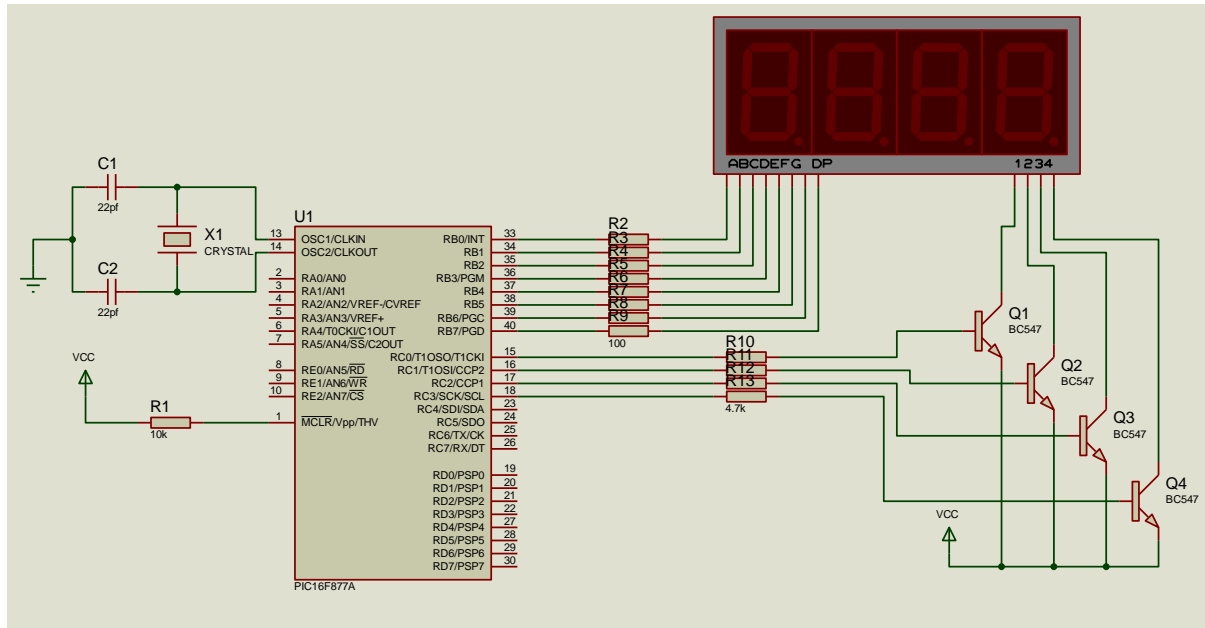 ABCDEFG DP
1234
C1
22pf
X1
CRYSTAL
C2
22pf
VCC
R1
10k
U1
13 OSC1/CLKIN
14 OSC2/CLKOUT
2 RA0/AN0
3 RA1/AN1
4 RA2/AN2/VREF-/CVREF
5 RA3/AN3/VREF+
6 RA4/T0CKI/C1OUT
7 RA5/AN4/SS/C2OUT
8 RE0/AN5/RD
9 RE1/AN6/WR
10 RE2/AN7/CS
1 MCLR/Vpp/THV
RB0/INT 33
RB1 34
RB2 35
RB3/PGM 36
RB4 37
RB5 38
RB6/PGC 39
RB7/PGD 40
RC0/T1OSO/T1CKI 15
RC1/T1OSI/CCP2 16
RC2/CCP1 17
RC3/SCK/SCL 18
RC4/SDI/SDA 23
RC5/SDO 24
RC6/TX/CK 25
RC7/RX/DT 26
RD0/PSP0 19
RD1/PSP1 20
RD2/PSP2 21
RD3/PSP3 22
RD4/PSP4 27
RD5/PSP5 28
RD6/PSP6 29
RD7/PSP7 30
PIC16F877A
R2
R3
R4
R5
R6
R7
R8
R9
100
R10
R11
R12
R13
4.7k
Q1
BC547
Q2
BC547
Q3
BC547
Q4
BC547
VCC